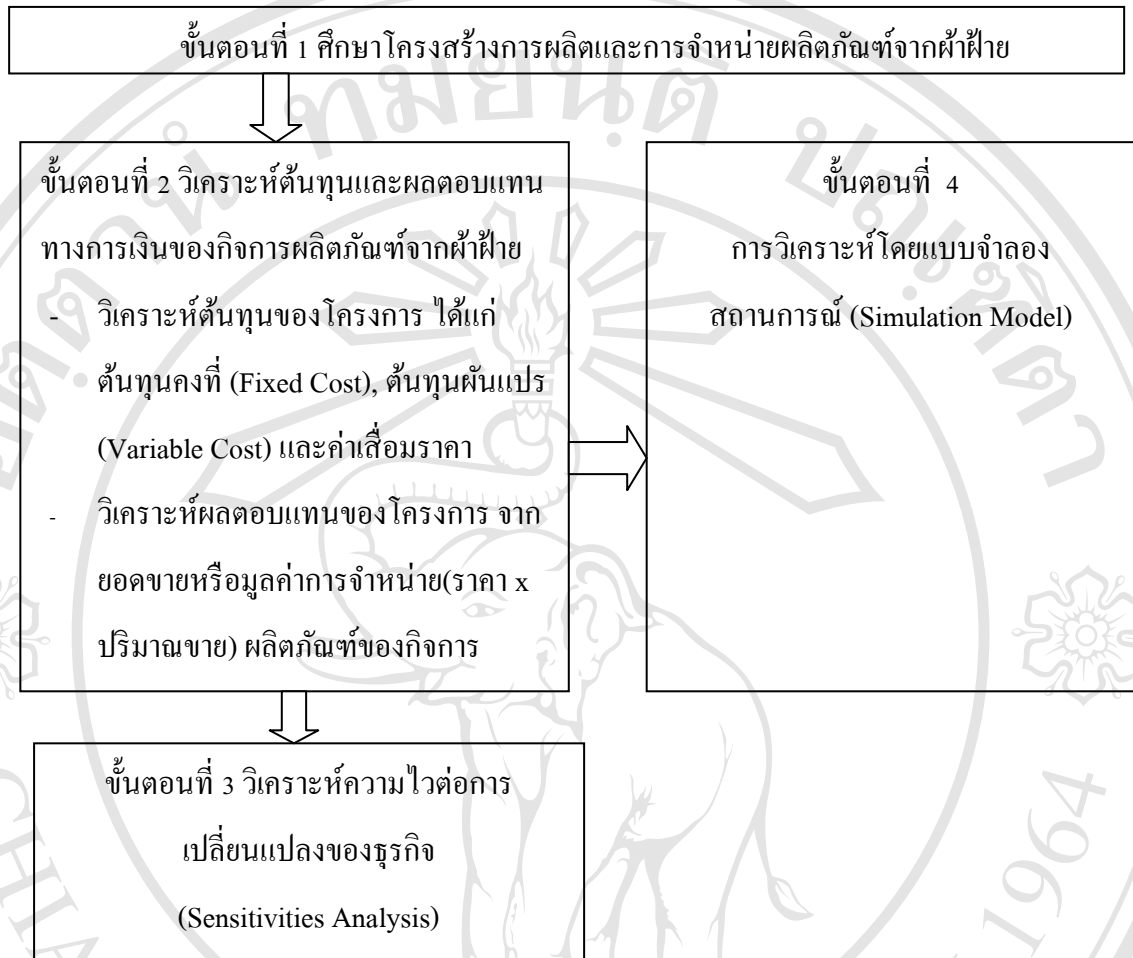 ขั้นตอนที่ 1 ศึกษาโครงสร้างการผลิตและการจำหน่ายผลิตภัณฑ์จากผ้าฝ้าย
ขั้นตอนที่ 2 วิเคราะห์ต้นทุนและผลตอบแทน
ทางการเงินของกิจการผลิตภัณฑ์จากผ้าฝ้าย
- วิเคราะห์ต้นทุนของโครงการ ได้แก่
ต้นทุนคงที่ (Fixed Cost), ต้นทุนผันแปร
(Variable Cost) และค่าเสื่อมราคา
- วิเคราะห์ผลตอบแทนของโครงการ จาก
ยอดขายหรือมูลค่าการจำหน่าย(ราคา x
ปริมาณขาย) ผลิตภัณฑ์ของกิจการ
ขั้นตอนที่ 4
การวิเคราะห์โดยแบบจำลอง
สถานการณ์ (Simulation Model)
ขั้นตอนที่ 3 วิเคราะห์ความไวต่อการ
เปลี่ยนแปลงของธุรกิจ
(Sensitivities Analysis)
1964